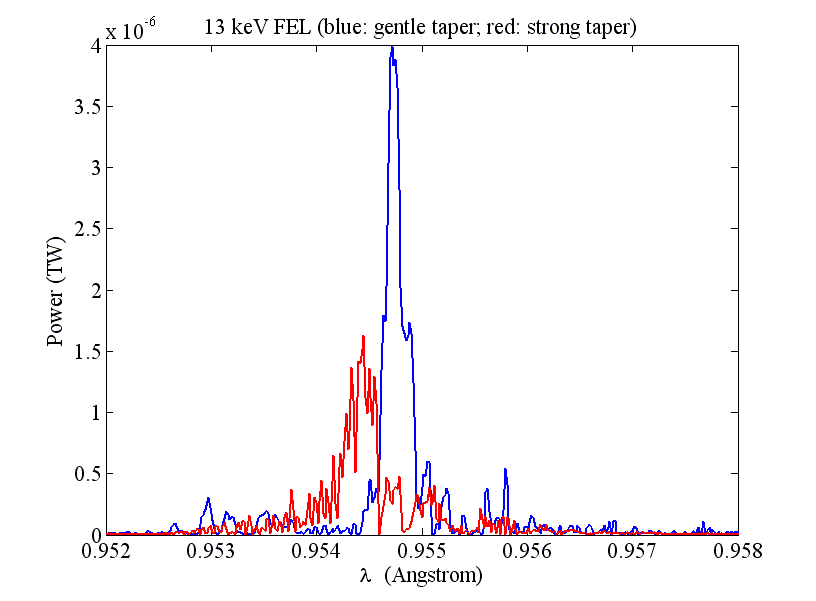 13 keV FEL (blue: gentle taper; red: strong taper)
x 10^-6
4
3.5
3
2.5
2
1.5
1
0.5
0
Power (TW)
0.952 0.953 0.954 0.955 0.956 0.957 0.958
λ (Angstrom)